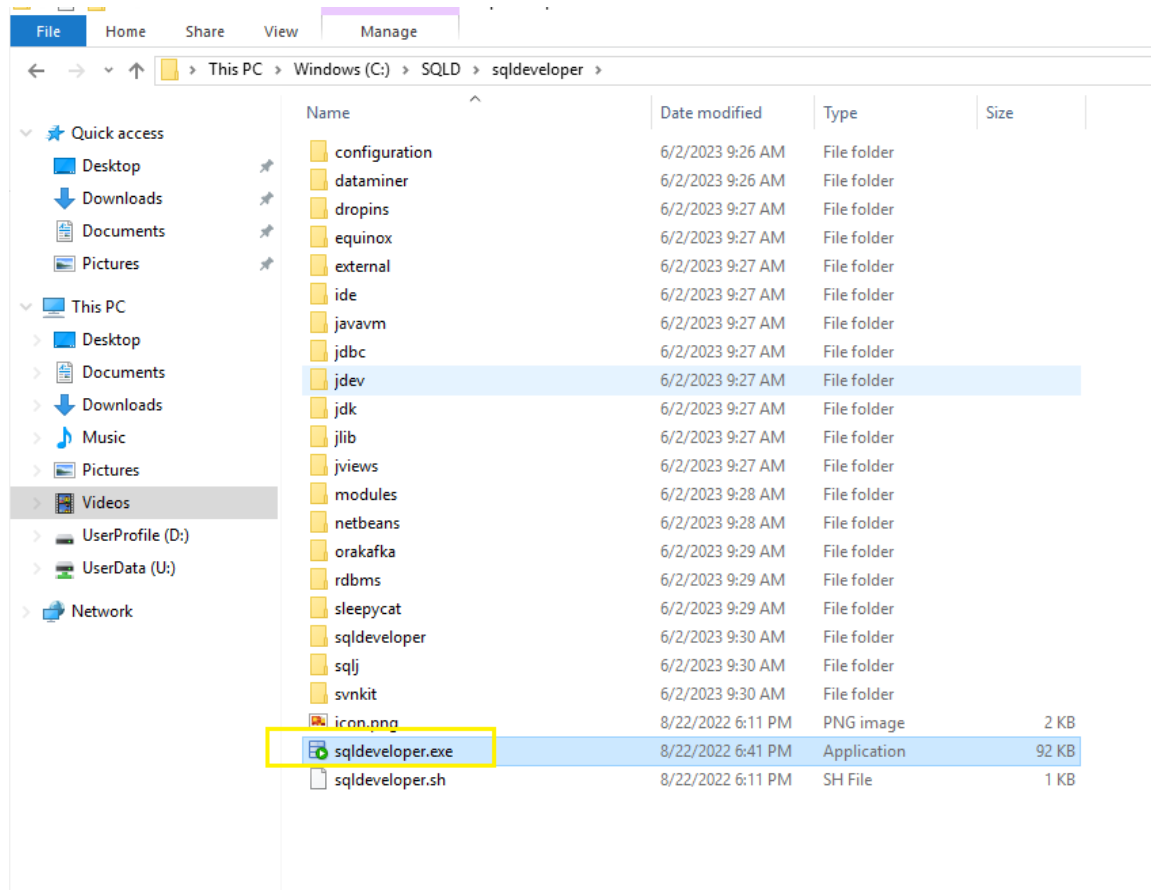 File Home Share View Manage
This PC > Windows (C:) > SQLD > sqldeveloper >
Name Date modified Type Size
Quick access
Desktop
Downloads
Documents
Pictures
This PC
Desktop
Documents
Downloads
Music
Pictures
Videos
UserProfile (D:)
UserData (U:)
Network
configuration 6/2/2023 9:26 AM File folder
dataminer 6/2/2023 9:26 AM File folder
dropins 6/2/2023 9:27 AM File folder
equinox 6/2/2023 9:27 AM File folder
external 6/2/2023 9:27 AM File folder
ide 6/2/2023 9:27 AM File folder
javavm 6/2/2023 9:27 AM File folder
jdbc 6/2/2023 9:27 AM File folder
jdev 6/2/2023 9:27 AM File folder
jdk 6/2/2023 9:27 AM File folder
jlib 6/2/2023 9:27 AM File folder
jviews 6/2/2023 9:27 AM File folder
modules 6/2/2023 9:28 AM File folder
netbeans 6/2/2023 9:28 AM File folder
orakafka 6/2/2023 9:29 AM File folder
rdbms 6/2/2023 9:29 AM File folder
sleepycat 6/2/2023 9:29 AM File folder
sqldeveloper 6/2/2023 9:30 AM File folder
sqlj 6/2/2023 9:30 AM File folder
svnkit 6/2/2023 9:30 AM File folder
icon.png 8/22/2022 6:11 PM PNG image 2 KB
sqldeveloper.exe 8/22/2022 6:41 PM Application 92 KB
sqldeveloper.sh 8/22/2022 6:11 PM SH File 1 KB